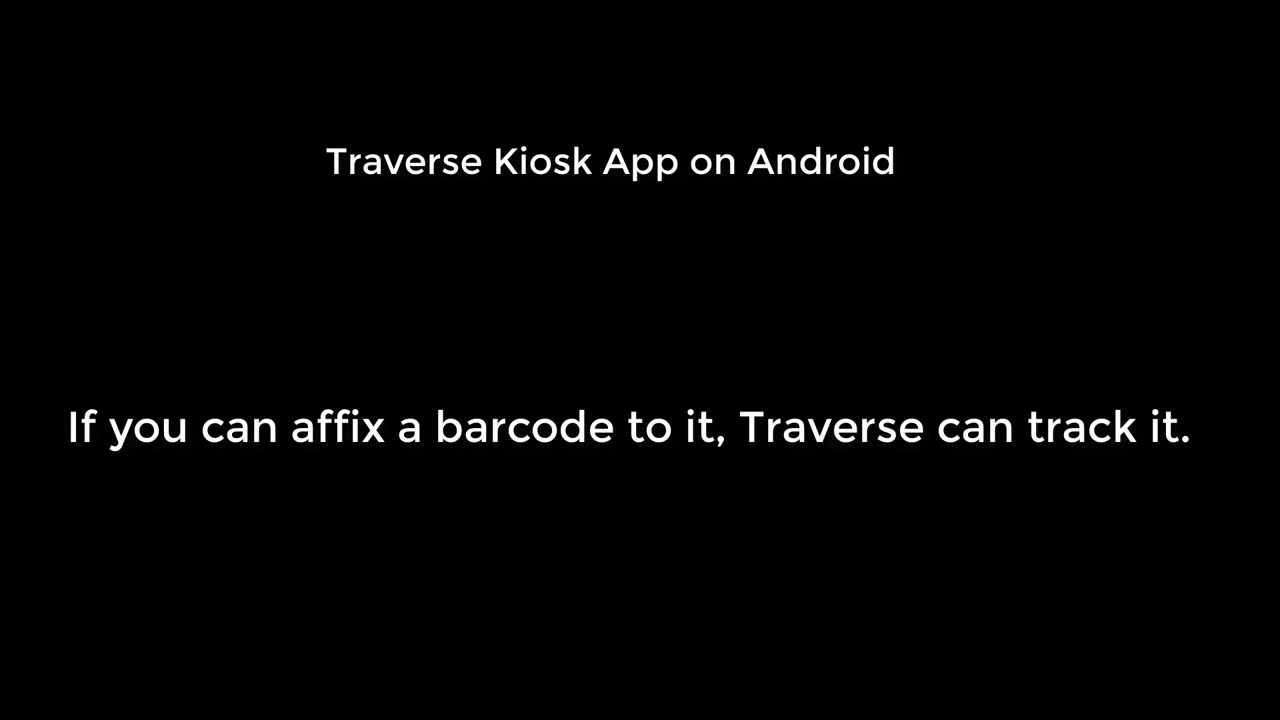 Traverse Kiosk App on Android
If you can affix a barcode to it, Traverse can track it.